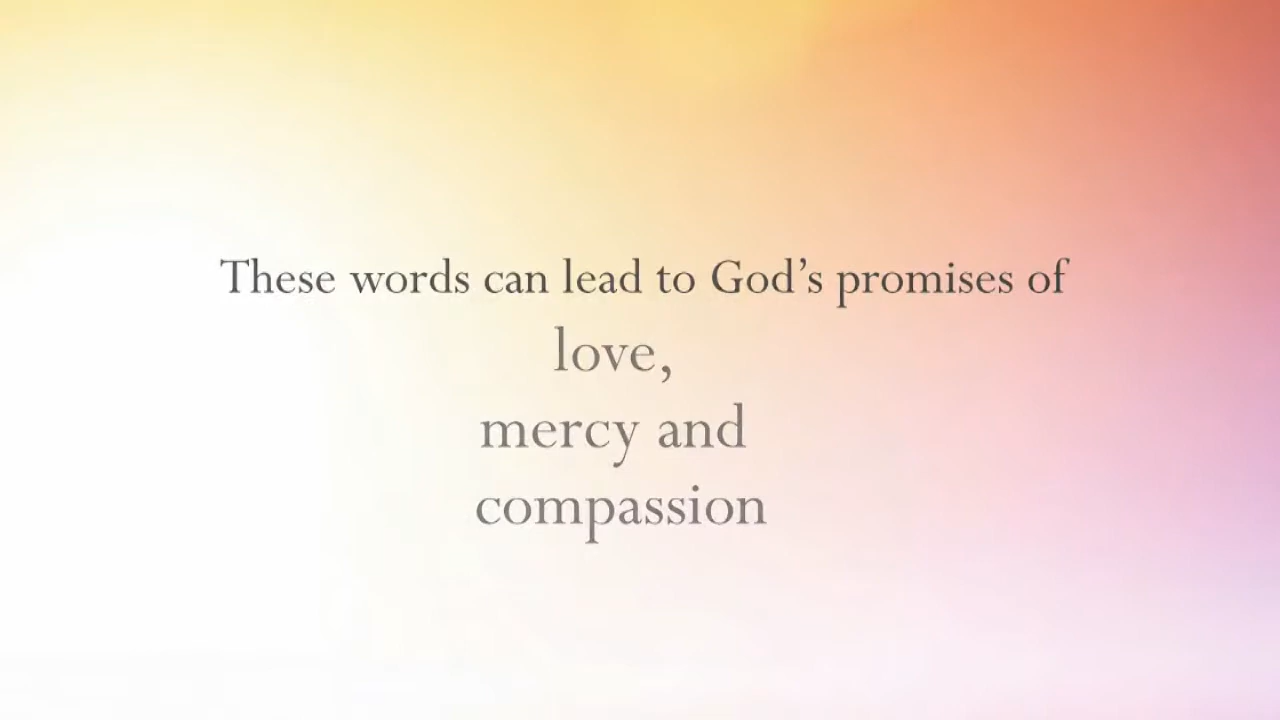 These words can lead to God’s promises of
love,
mercy and
compassion